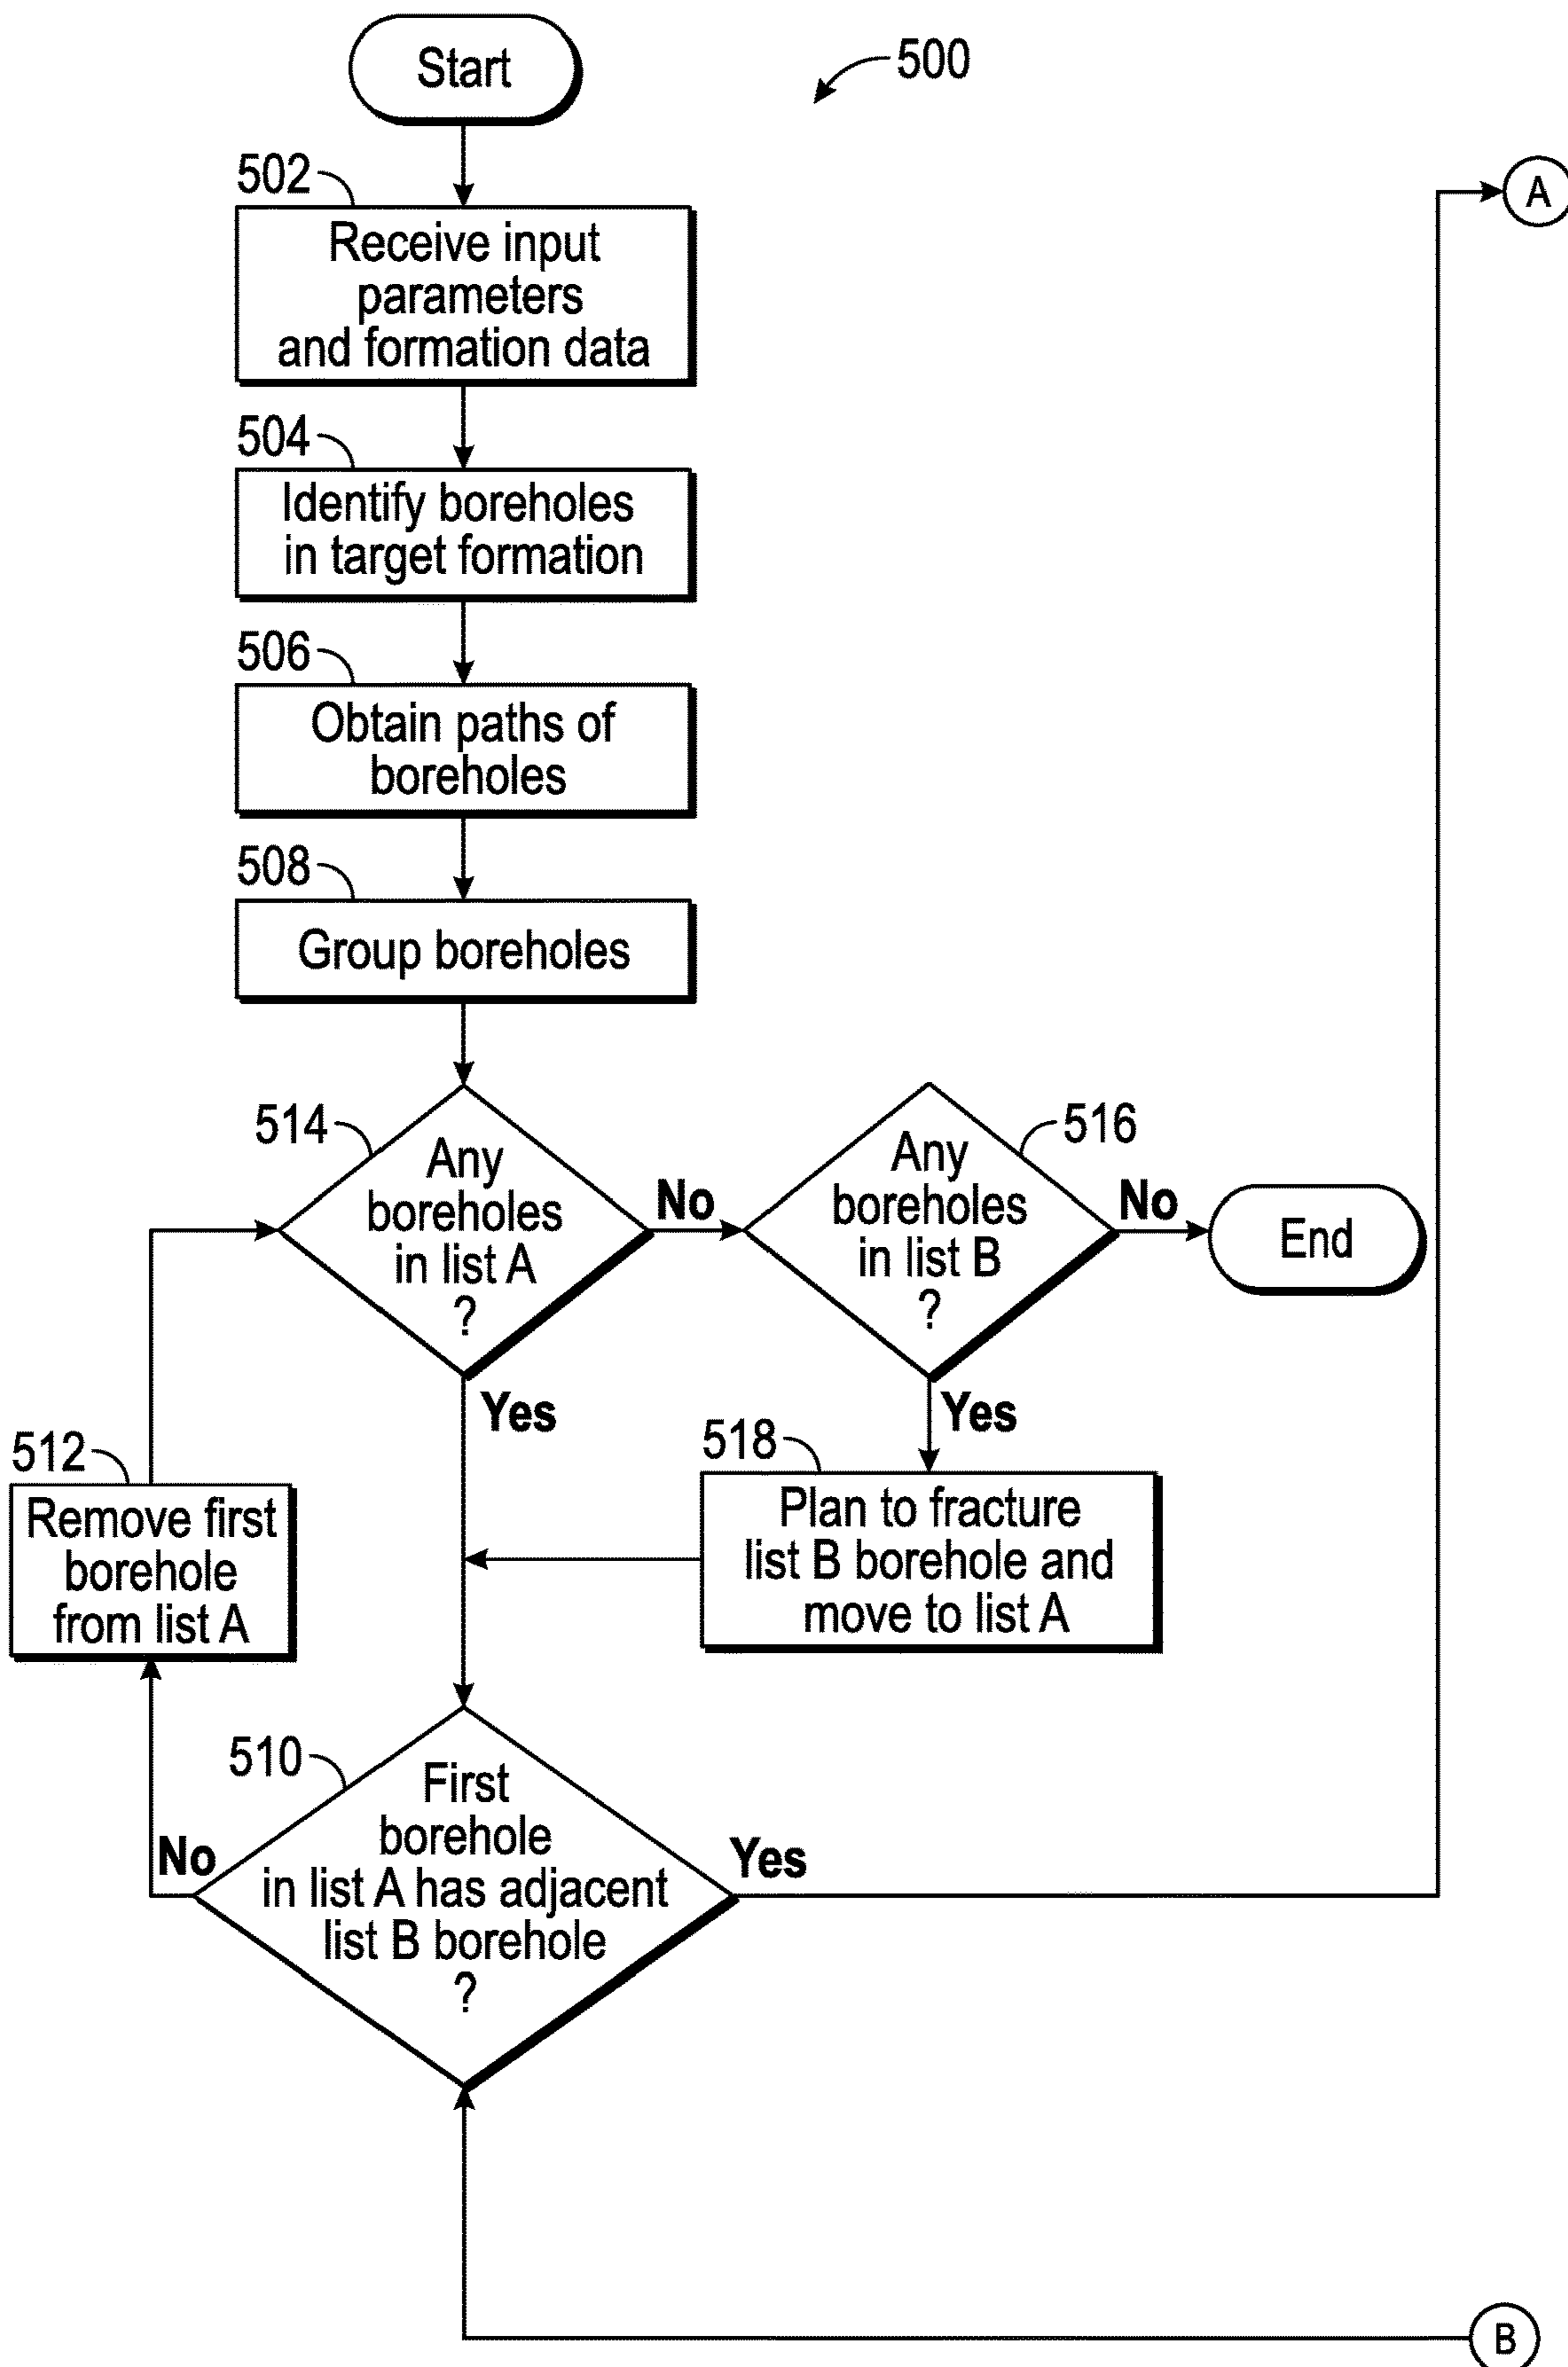 Start
500
A
502
Receive input
parameters
and formation data
504
Identify boreholes
in target formation
506
Obtain paths of
boreholes
508
Group boreholes
514
Any
boreholes
in list A
?
No
Yes
516
Any
boreholes
in list B
?
No
Yes
End
512
Remove first
borehole
from list A
518
Plan to fracture
list B borehole and
move to list A
510
First
borehole
in list A has adjacent
list B borehole
?
No
Yes
B